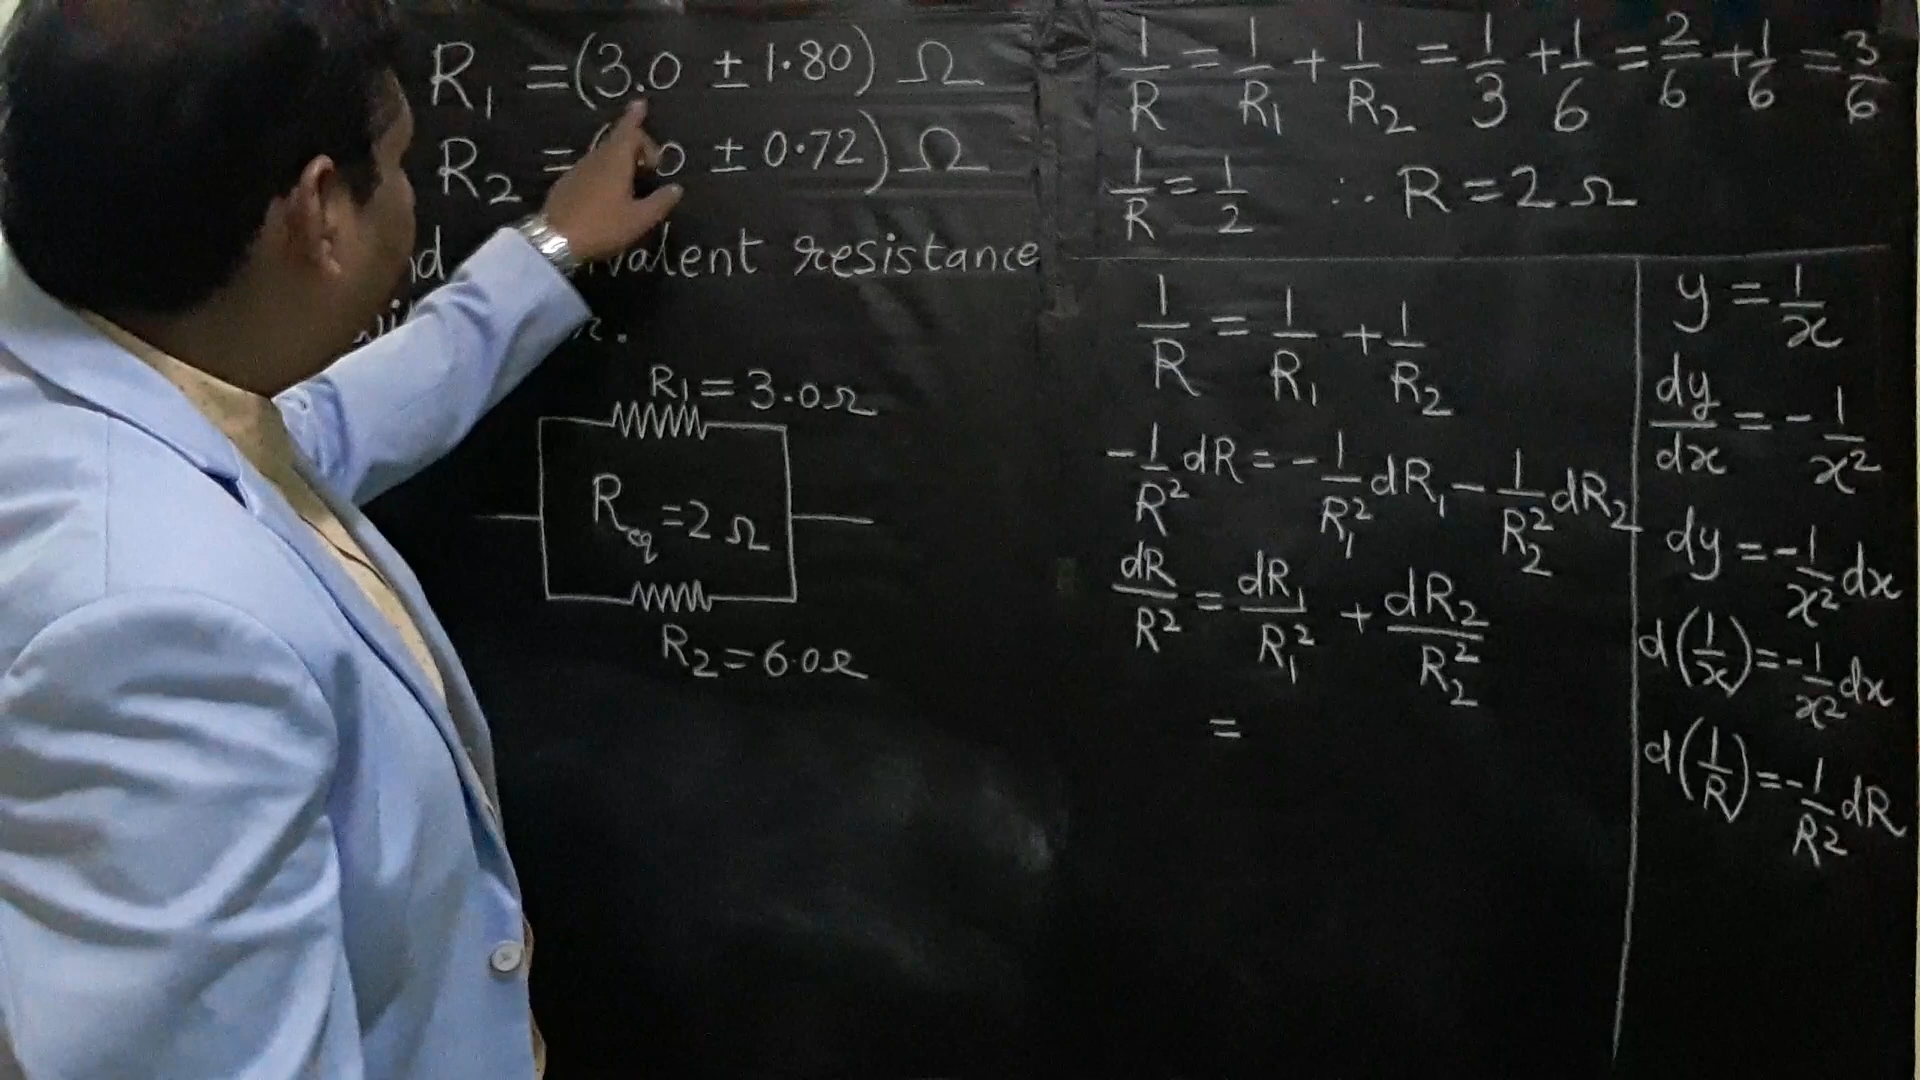 R₁ = (3.0 ± 1.80) Ω
R₂ = ( 0 ± 0.72) Ω
resistance
R₁ = 3.0Ω
R_eq = 2 Ω
R₂ = 6.0Ω
1/R = 1/R₁ + 1/R₂ = 1/3 + 1/6 = 2/6 + 1/6 = 3/6
1/R = 1/2 ∴ R = 2 Ω
1/R = 1/R₁ + 1/R₂
-1/R² dR = -1/R₁² dR₁ - 1/R₂² dR₂
dR/R² = dR₁/R₁² + dR₂/R₂²
=
y = 1/x
dy/dx = -1/x²
dy = -1/x² dx
d(1/x) = -1/x² dx
d(1/R) = -1/R² dR